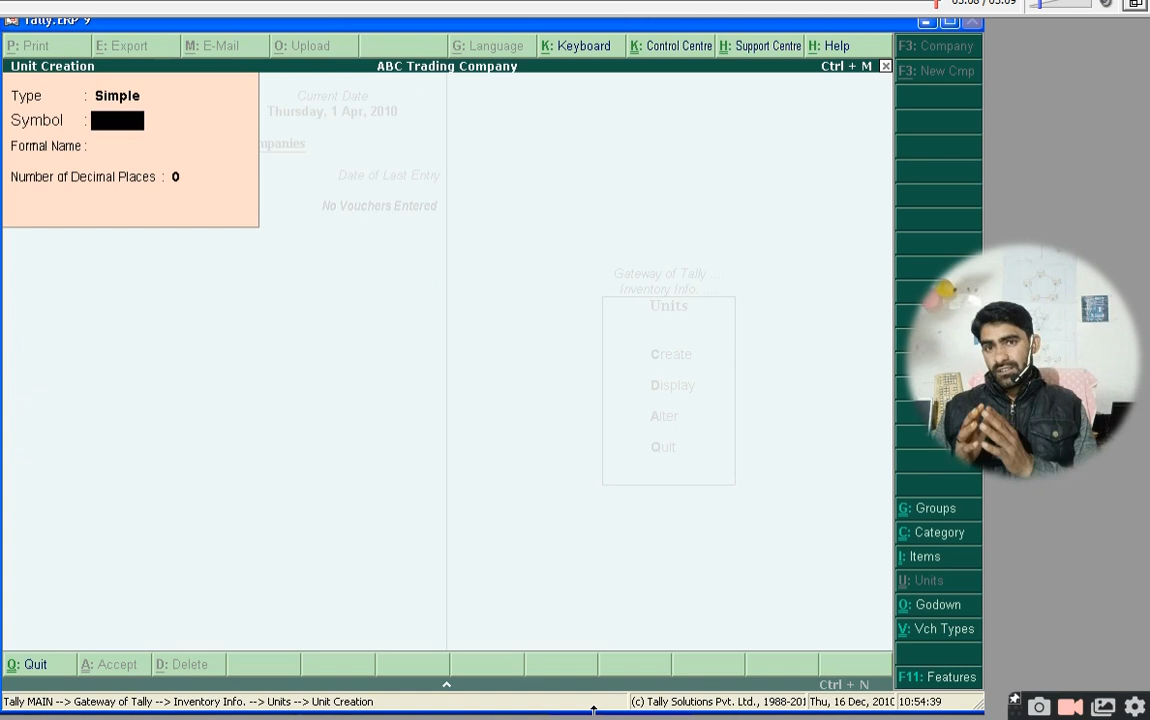 Tally.ERP 9
P: Print
E: Export
M: E-Mail
O: Upload
G: Language
K: Keyboard
K: Control Centre
H: Support Centre
H: Help
F3: Company
Unit Creation
ABC Trading Company
Ctrl + M
F3: New Cmp
Type : Simple
Current Date
Thursday, 1 Apr, 2010
Symbol :
Formal Name :
mpanies
Date of Last Entry
Number of Decimal Places : 0
No Vouchers Entered
Gateway of Tally ....
Inventory Info. .....
Units
Create
Display
Alter
Quit
G: Groups
C: Category
I: Items
U: Units
O: Godown
V: Vch Types
F11: Features
Q: Quit
A: Accept
D: Delete
Ctrl + N
Tally MAIN --> Gateway of Tally --> Inventory Info. --> Units --> Unit Creation
(c) Tally Solutions Pvt. Ltd., 1988-201
Thu, 16 Dec, 2010
10:54:39